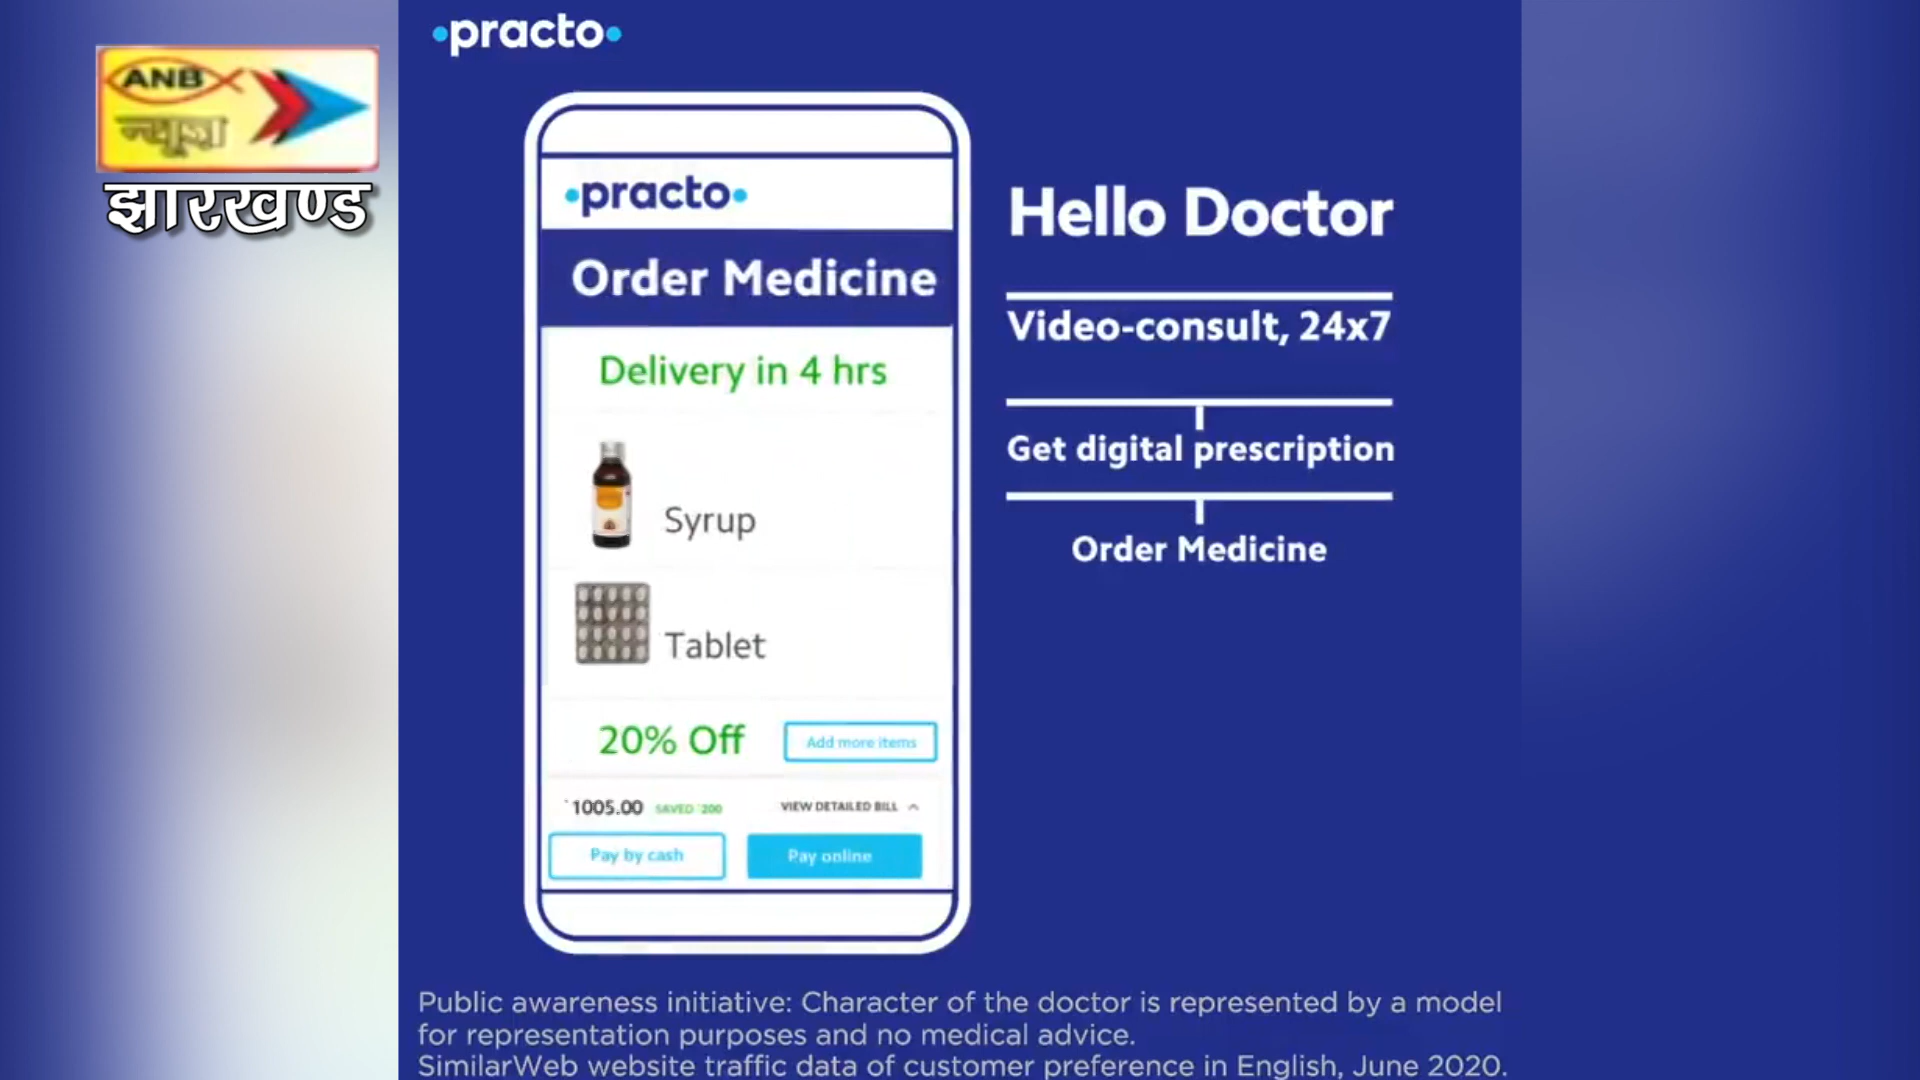 •practo•
ANB
न्यूज़
झारखण्ड
•practo•
Order Medicine
Delivery in 4 hrs
Syrup
Tablet
20% Off
Add more items
1005.00 SAVED 200
VIEW DETAILED BILL
Pay by cash
Pay online
Hello Doctor
Video-consult, 24x7
Get digital prescription
Order Medicine
Public awareness initiative: Character of the doctor is represented by a model
for representation purposes and no medical advice.
SimilarWeb website traffic data of customer preference in English, June 2020.